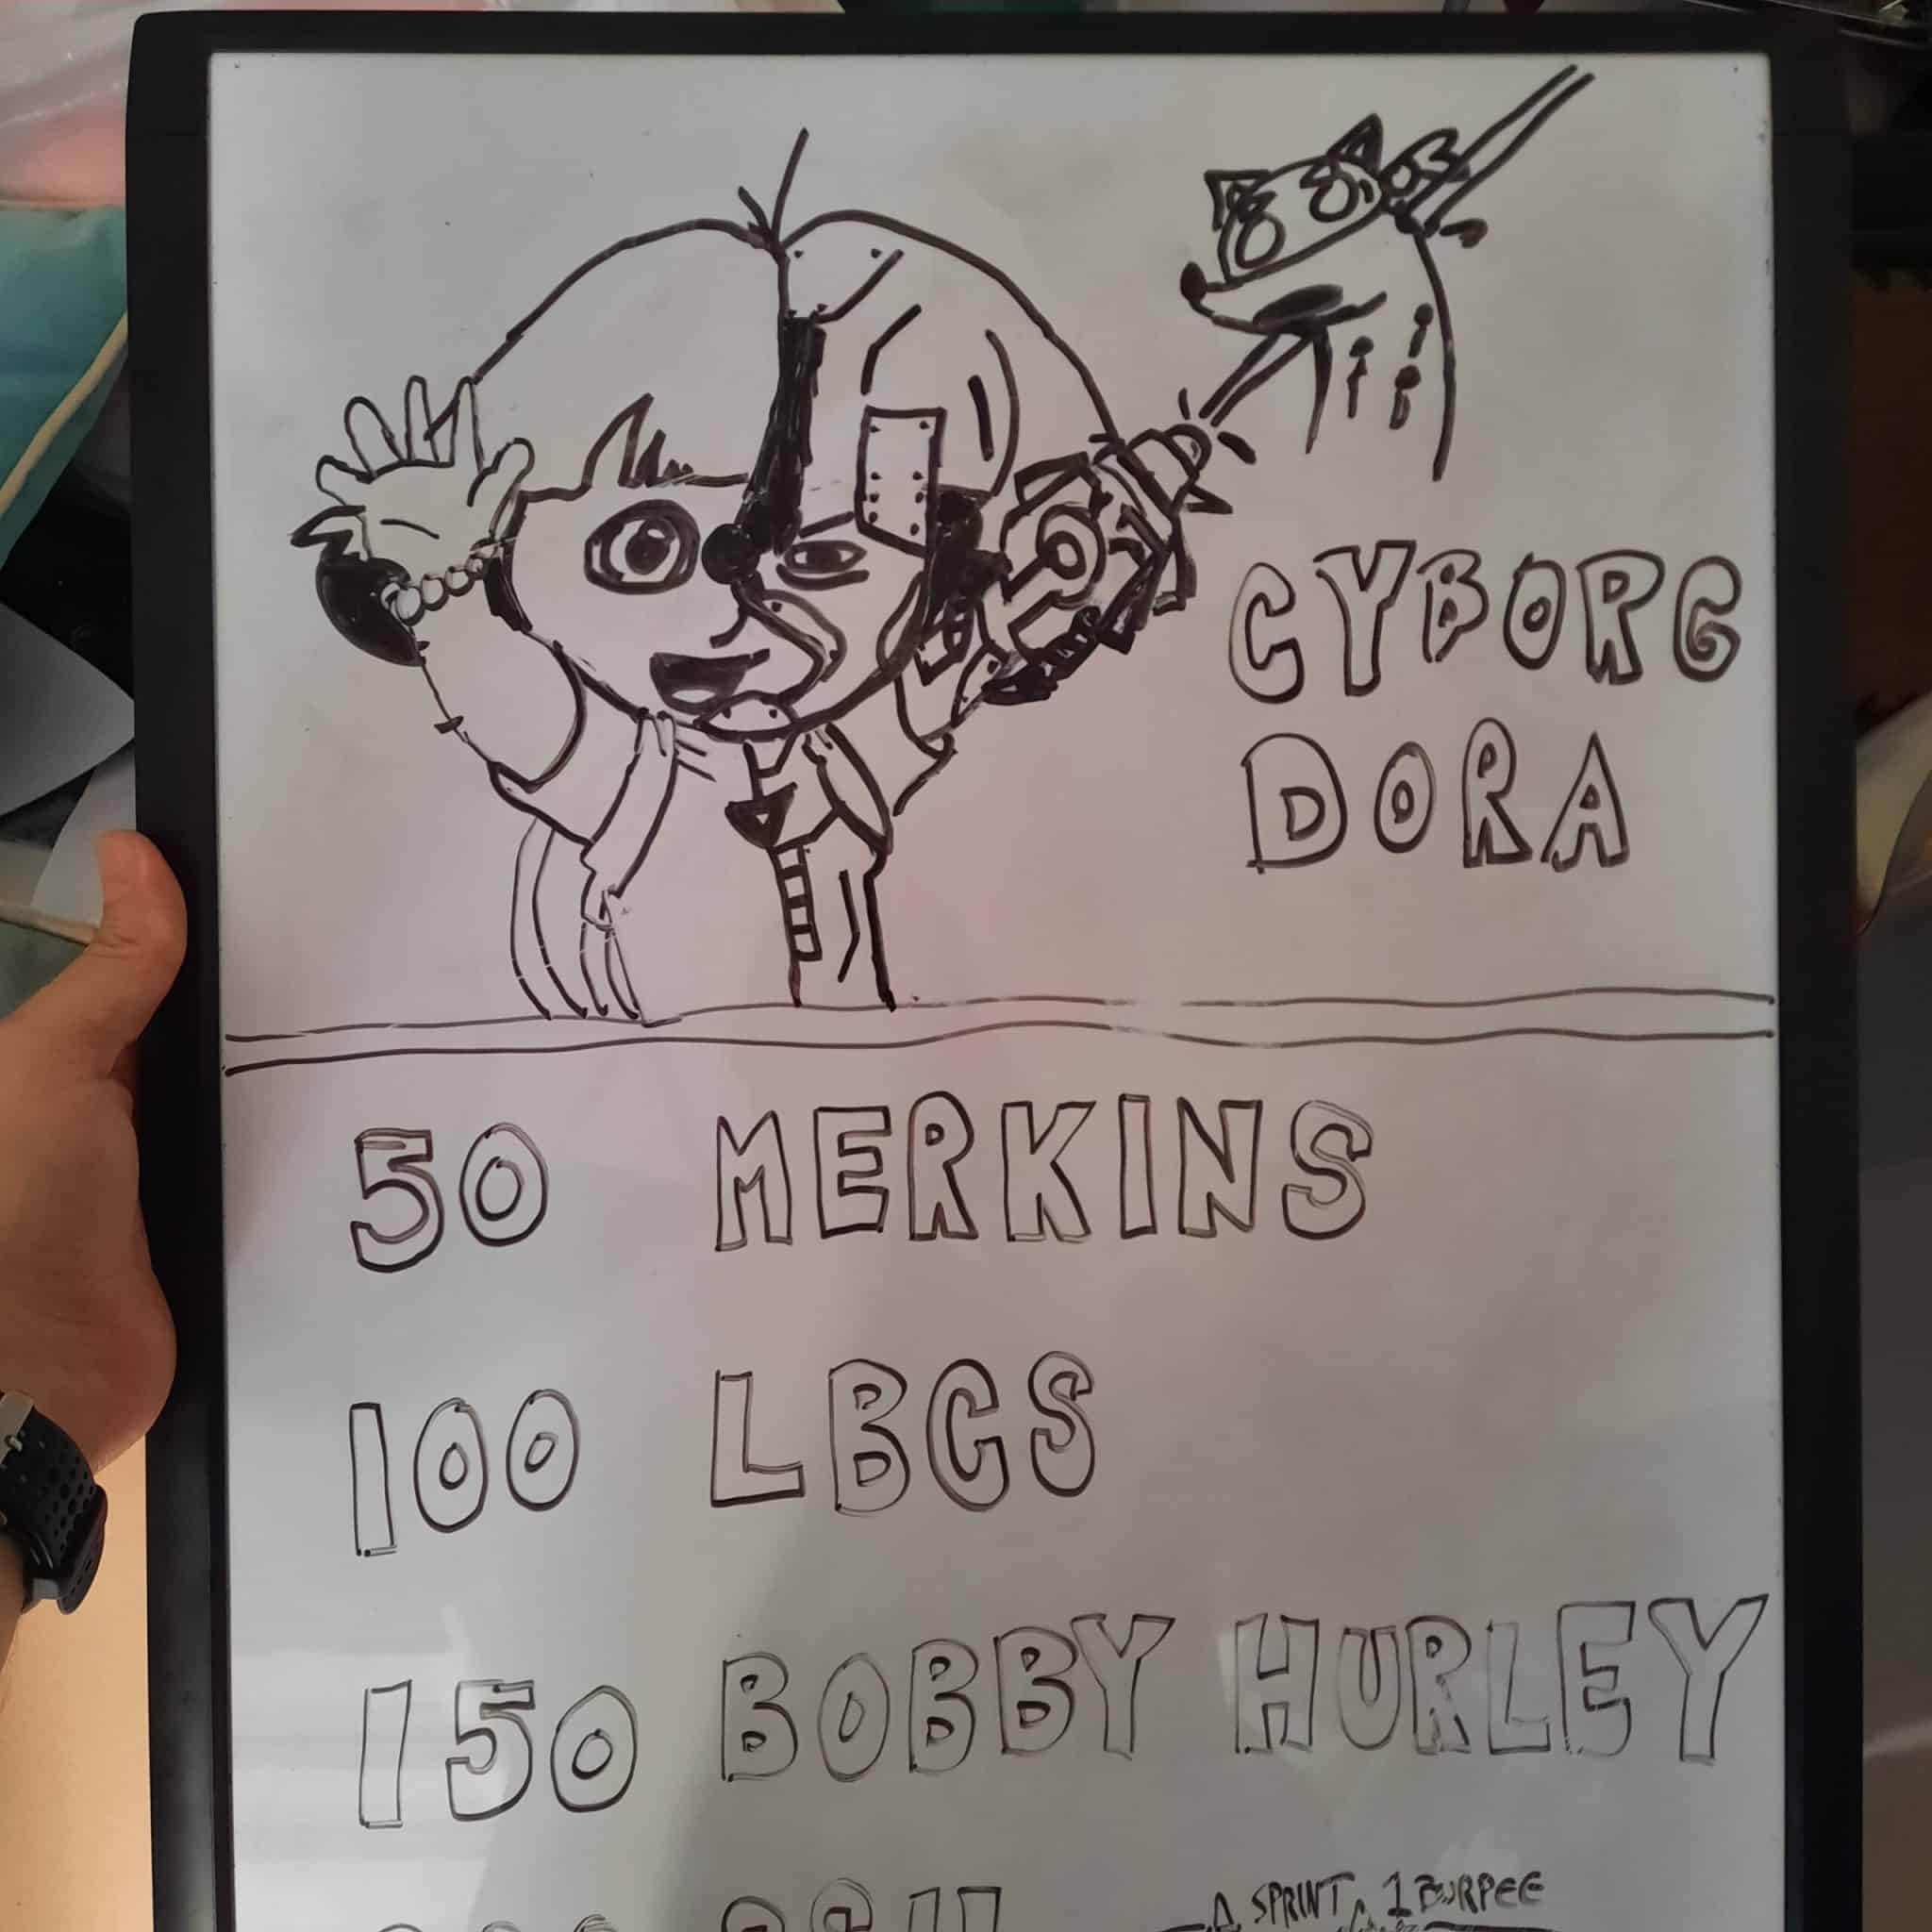 CYBORG
DORA
50 MERKINS
100 LBCS
150 BOBBY HURLEY
SPRINT, 1 BURPEE